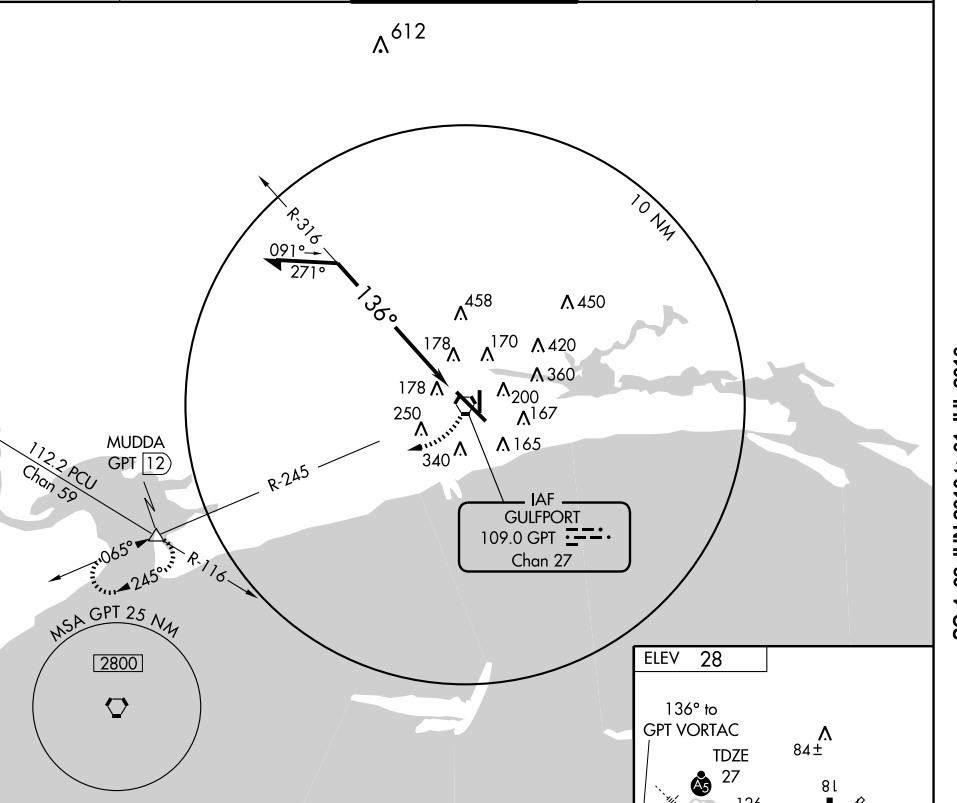 612
10 NM
R-316
091°
271°
136°
458
450
178
170
420
360
178
200
167
250
165
340
MUDDA
GPT 12
112.2 PCU
Chan 59
R-245
IAF
GULFPORT
109.0 GPT
Chan 27
065°
245°
R-116
MSA GPT 25 NM
2800
ELEV 28
136° to
GPT VORTAC
84±
TDZE
27
A5
18